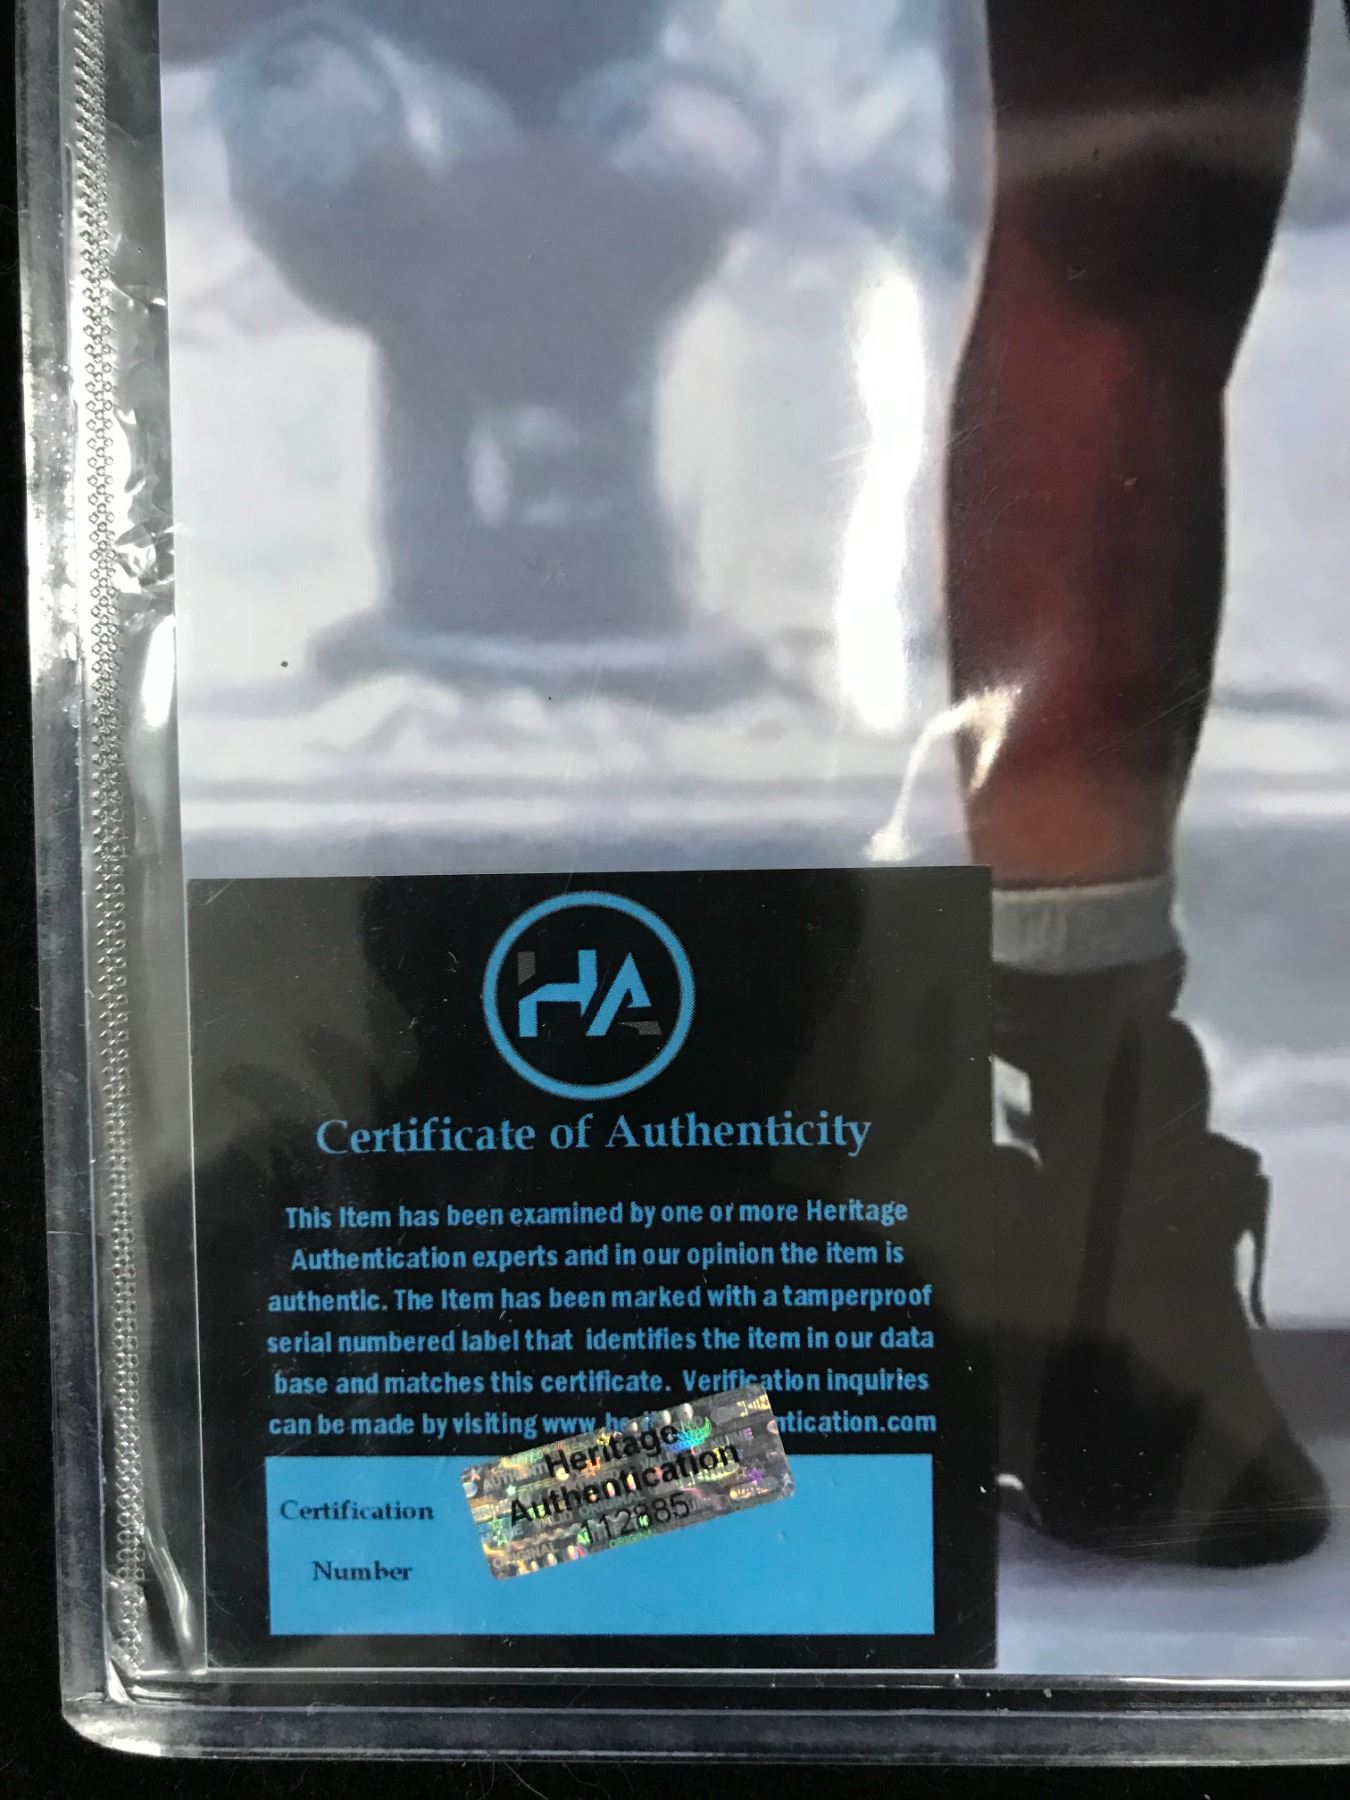 HA
Certificate of Authenticity
This Item has been examined by one or more Heritage
Authentication experts and in our opinion the item is
authentic. The Item has been marked with a tamperproof
serial numbered label that identifies the item in our data
base and matches this certificate. Verification inquiries
can be made by visiting www.
Heritage
Authentication
Certification
Number